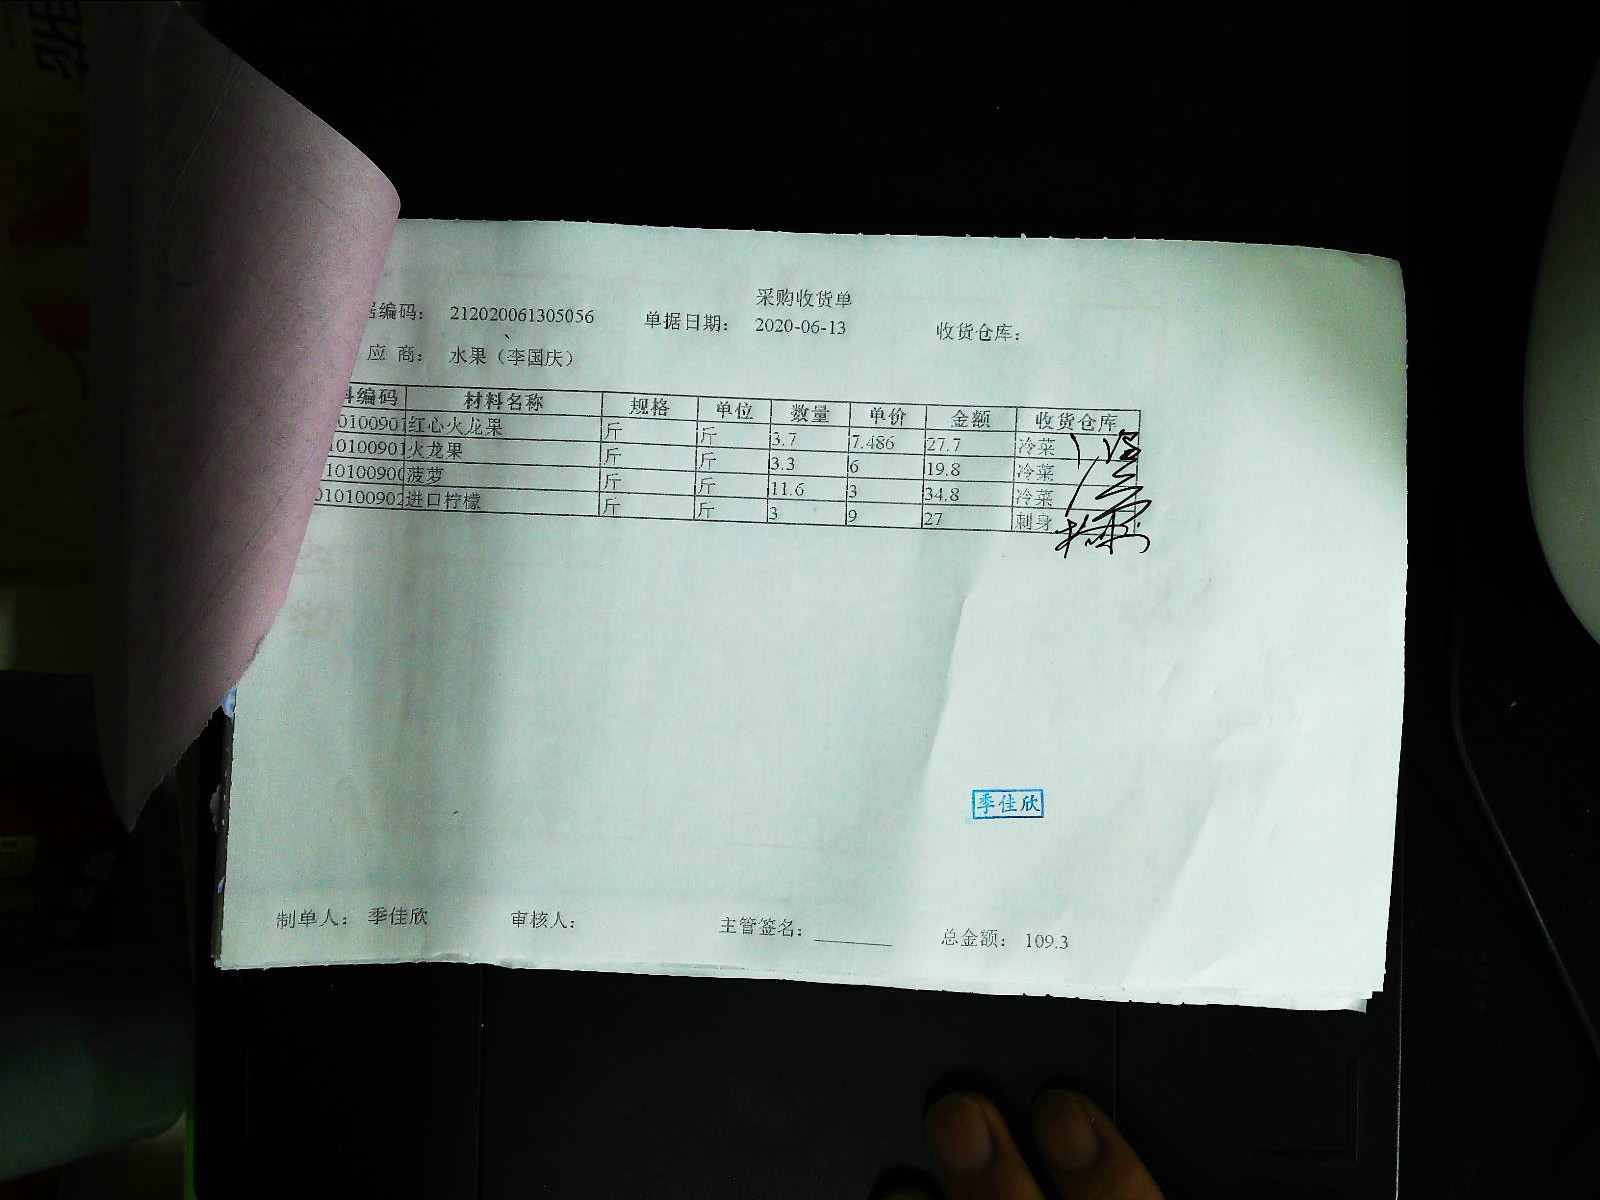 采购收货单
编码： 212020061305056 单据日期： 2020-06-13 收货仓库：
应 商： 水果（李国庆）
料编码 材料名称 规格 单位 数量 单价 金额 收货仓库
010100901 红心火龙果 斤 斤 3.7 7.486 27.7 冷菜
10100901 火龙果 斤 斤 3.3 6 19.8 冷菜
10100900 菠萝 斤 斤 11.6 3 34.8 冷菜
010100902 进口柠檬 斤 斤 3 9 27 刺身
季佳欣
制单人： 季佳欣 审核人： 主管签名： 总金额： 109.3